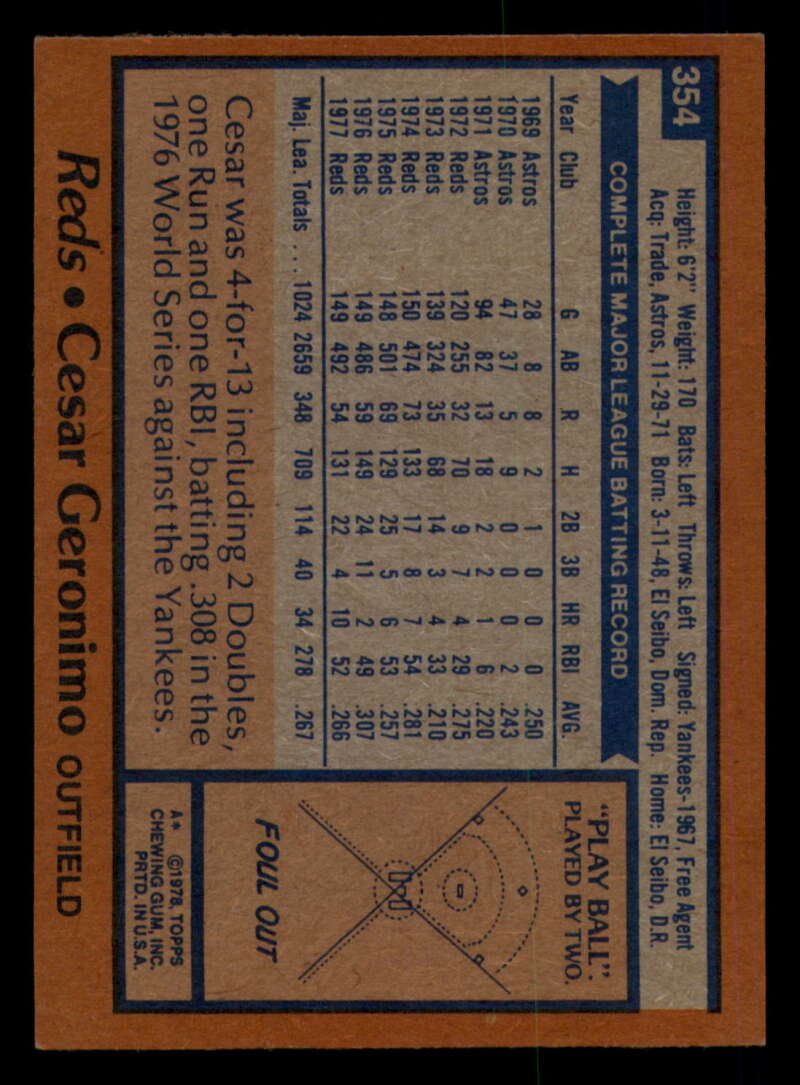 354
Height: 6'2" Weight: 170 Bats: Left Throws: Left Signed: Yankees-1967, Free Agent
Acq: Trade, Astros, 11-29-71 Born: 3-11-48, El Seibo, Dom. Rep. Home: El Seibo, D.R.
COMPLETE MAJOR LEAGUE BATTING RECORD
Year Club G AB R H 2B 3B HR RBI AVG.
1969 Astros 28 8 8 2 1 0 0 0 .250
1970 Astros 47 37 5 9 0 0 0 2 .243
1971 Astros 94 82 13 18 2 2 1 6 .220
1972 Reds 120 255 32 70 9 7 4 29 .275
1973 Reds 139 324 35 68 14 3 4 33 .210
1974 Reds 150 474 73 133 17 8 7 54 .281
1975 Reds 148 501 69 129 25 5 6 53 .257
1976 Reds 149 486 59 149 24 11 2 49 .307
1977 Reds 149 492 54 131 22 4 10 52 .266
Maj. Lea. Totals ... 1024 2659 348 709 114 40 34 278 .267
Cesar was 4-for-13 including 2 Doubles,
one Run and one RBI, batting .308 in the
1976 World Series against the Yankees.
"PLAY BALL":
PLAYED BY TWO.
FOUL OUT
A* ©1978, TOPPS
CHEWING GUM, INC.
PRTD. IN U.S.A.
Reds • Cesar Geronimo OUTFIELD